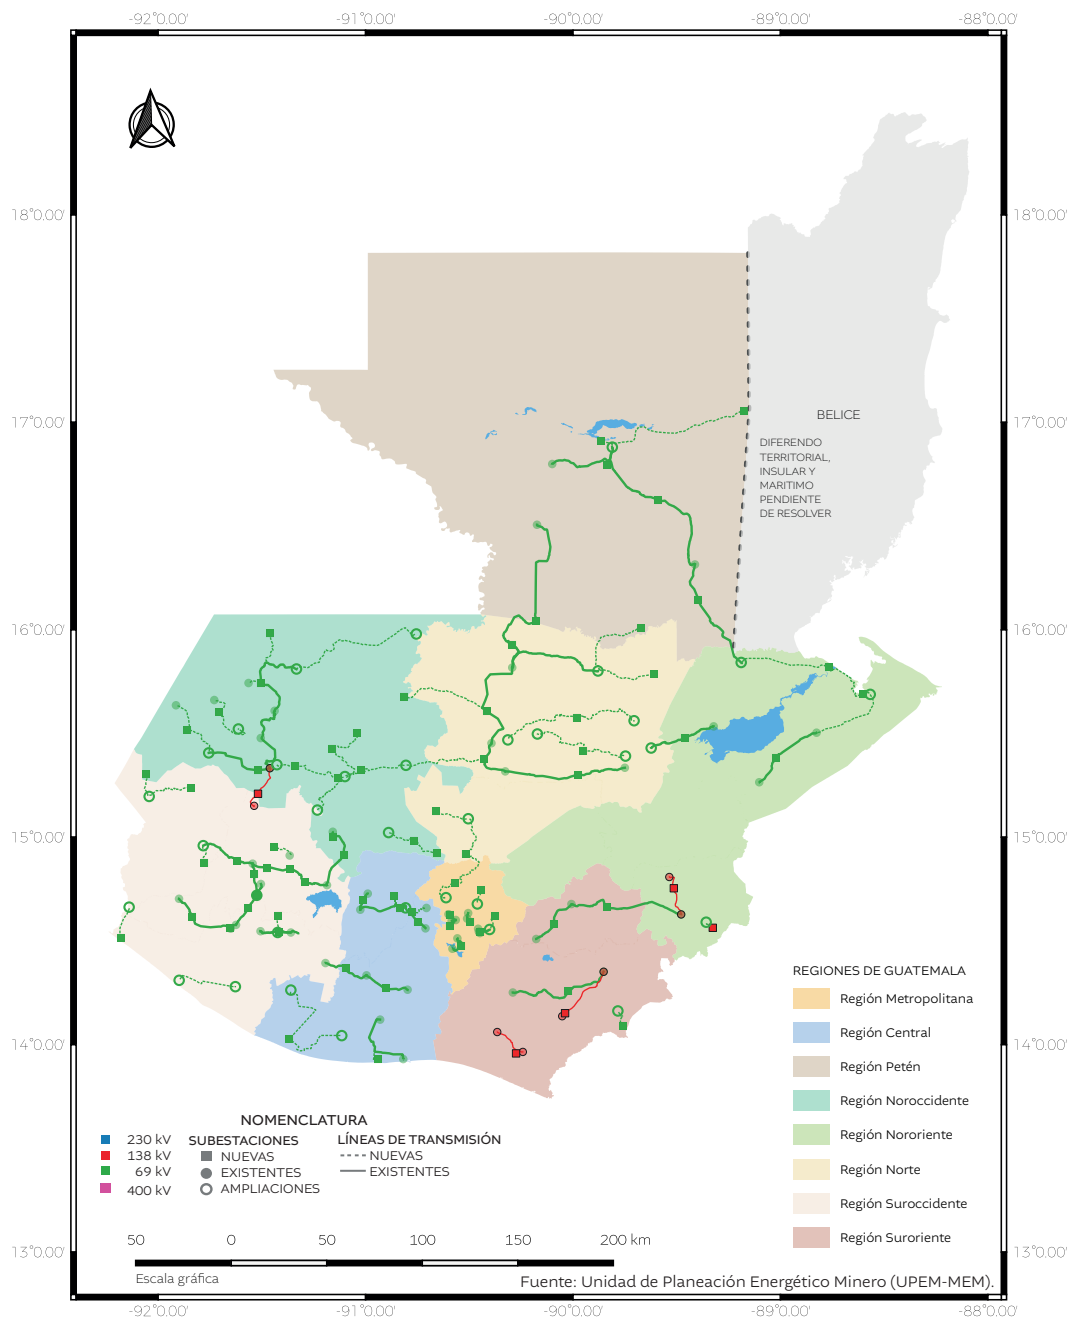 -92°0.00' -91°0.00' -90°0.00' -89°0.00' -88°0.00'
18°0.00' 18°0.00'
17°0.00' 17°0.00'
BELICE
DIFERENDO
TERRITORIAL,
INSULAR Y
MARITIMO
PENDIENTE
DE RESOLVER
16°0.00' 16°0.00'
15°0.00' 15°0.00'
14°0.00' 14°0.00'
REGIONES DE GUATEMALA
Región Metropolitana
Región Central
Región Petén
Región Noroccidente
Región Nororiente
Región Norte
Región Suroccidente
Región Suroriente
NOMENCLATURA
230 kV
138 kV
69 kV
400 kV
SUBESTACIONES
NUEVAS
EXISTENTES
AMPLIACIONES
LÍNEAS DE TRANSMISIÓN
NUEVAS
EXISTENTES
50 0 50 100 150 200 km
Escala gráfica
13°0.00' 13°0.00'
Fuente: Unidad de Planeación Energético Minero (UPEM-MEM).
-92°0.00' -91°0.00' -90°0.00' -89°0.00' -88°0.00'